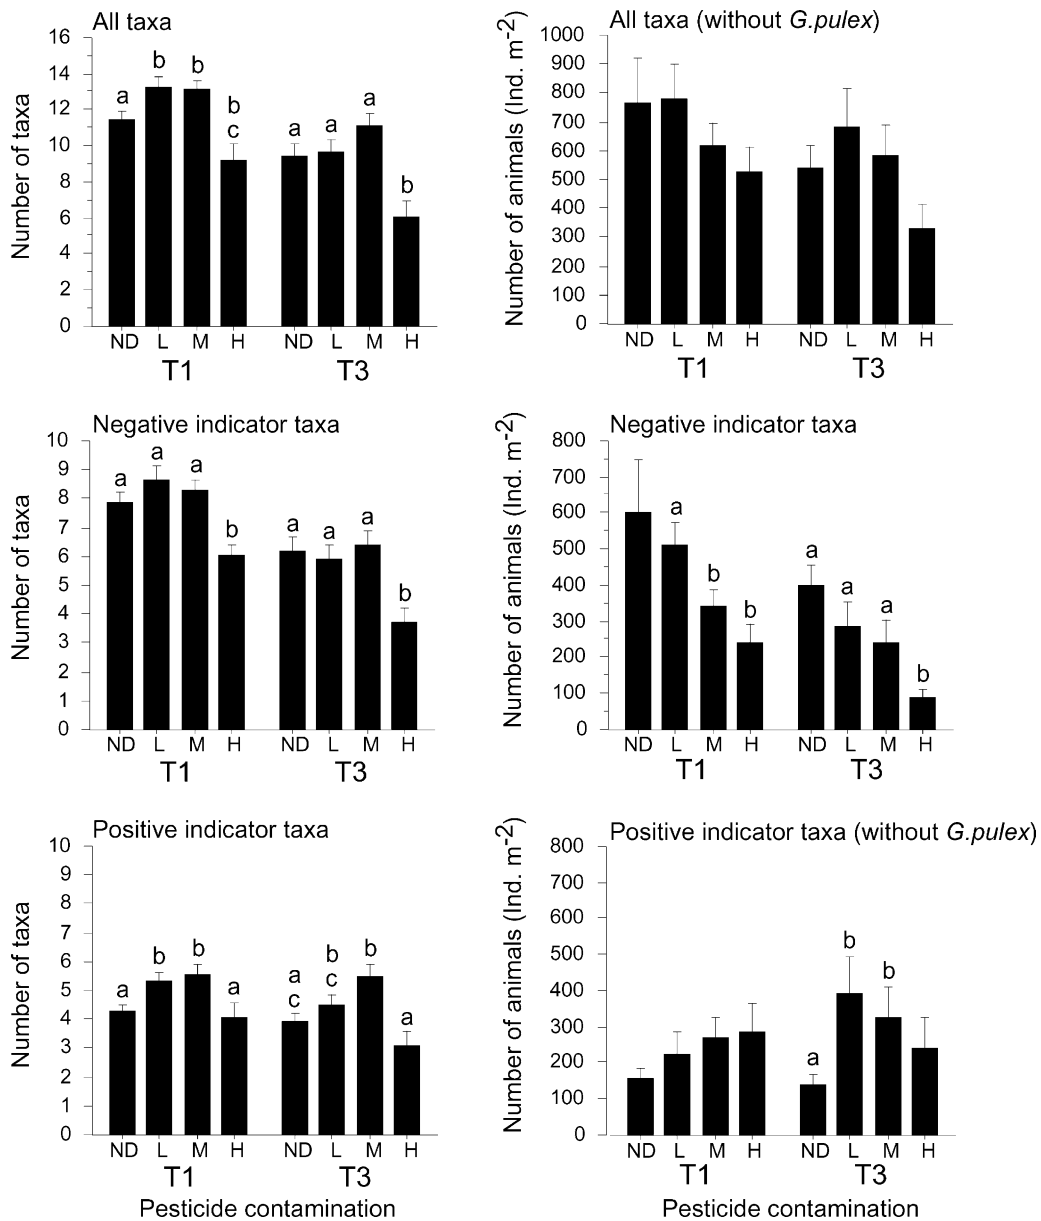 All taxa
Number of taxa
16
14
12
10
8
6
4
2
0
a
b
b
b
c
a
a
a
b
ND L M H ND L M H
T1 T3
All taxa (without G.pulex)
Number of animals (Ind. m-2)
1000
900
800
700
600
500
400
300
200
100
0
ND L M H ND L M H
T1 T3
Negative indicator taxa
Number of taxa
10
9
8
7
6
5
4
3
2
1
0
a
a
a
b
a
a
a
b
ND L M H ND L M H
T1 T3
Negative indicator taxa
Number of animals (Ind. m-2)
800
700
600
500
400
300
200
100
0
a
b
b
a
a
a
b
ND L M H ND L M H
T1 T3
Positive indicator taxa
Number of taxa
10
9
8
7
6
5
4
3
2
1
0
a
b
b
a
a
c
b
c
b
a
ND L M H ND L M H
T1 T3
Pesticide contamination
Positive indicator taxa (without G.pulex)
Number of animals (Ind. m-2)
800
700
600
500
400
300
200
100
0
a
b
b
ND L M H ND L M H
T1 T3
Pesticide contamination